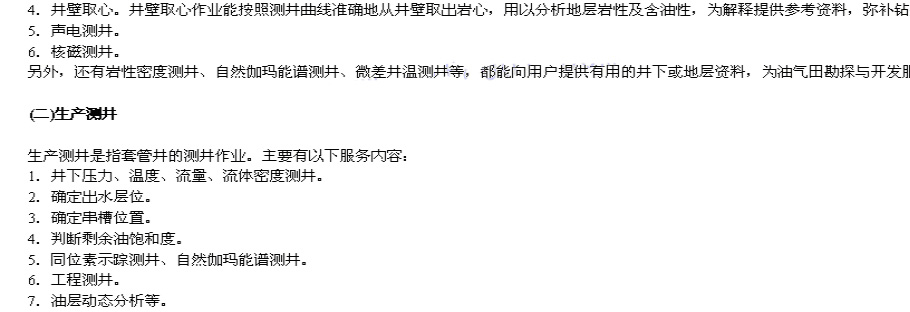 4. 井壁取心。井壁取心作业能按照测井曲线准确地从井壁取出岩心，用以分析地层岩性及含油性，为解释提供参考资料，弥补钻
5. 声电测井。
6. 核磁测井。
另外，还有岩性密度测井、自然伽玛能谱测井、微差井温测井等，都能向用户提供有用的井下或地层资料，为油气田勘探与开发服
(二)生产测井
生产测井是指套管井的测井作业。主要有以下服务内容：
1. 井下压力、温度、流量、流体密度测井。
2. 确定出水层位。
3. 确定串槽位置。
4. 判断剩余油饱和度。
5. 同位素示踪测井、自然伽玛能谱测井。
6. 工程测井。
7. 油层动态分析等。